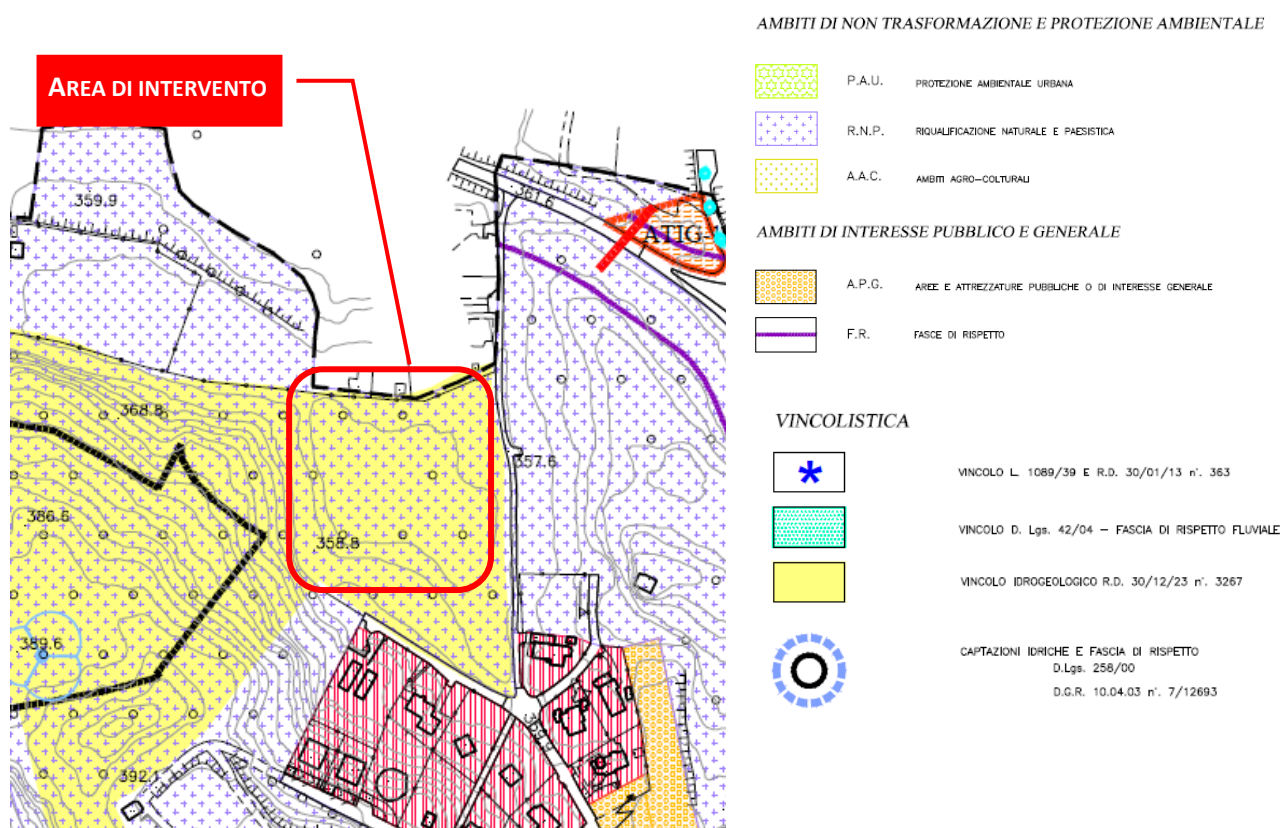 AREA DI INTERVENTO
359.9
361.6
ATIG-
368.8
357.6
386.6
358.8
389.6
369.9
392.1
AMBITI DI NON TRASFORMAZIONE E PROTEZIONE AMBIENTALE
P.A.U. PROTEZIONE AMBIENTALE URBANA
R.N.P. RIQUALIFICAZIONE NATURALE E PAESISTICA
A.A.C. AMBITI AGRO-COLTURALI
AMBITI DI INTERESSE PUBBLICO E GENERALE
A.P.G. AREE E ATTREZZATURE PUBBLICHE O DI INTERESSE GENERALE
F.R. FASCE DI RISPETTO
VINCOLISTICA
VINCOLO L. 1089/39 E R.D. 30/01/13 n°. 363
VINCOLO D. Lgs. 42/04 – FASCIA DI RISPETTO FLUVIALE
VINCOLO IDROGEOLOGICO R.D. 30/12/23 n°. 3267
CAPTAZIONI IDRICHE E FASCIA DI RISPETTO
D.Lgs. 258/00
D.G.R. 10.04.03 n°. 7/12693